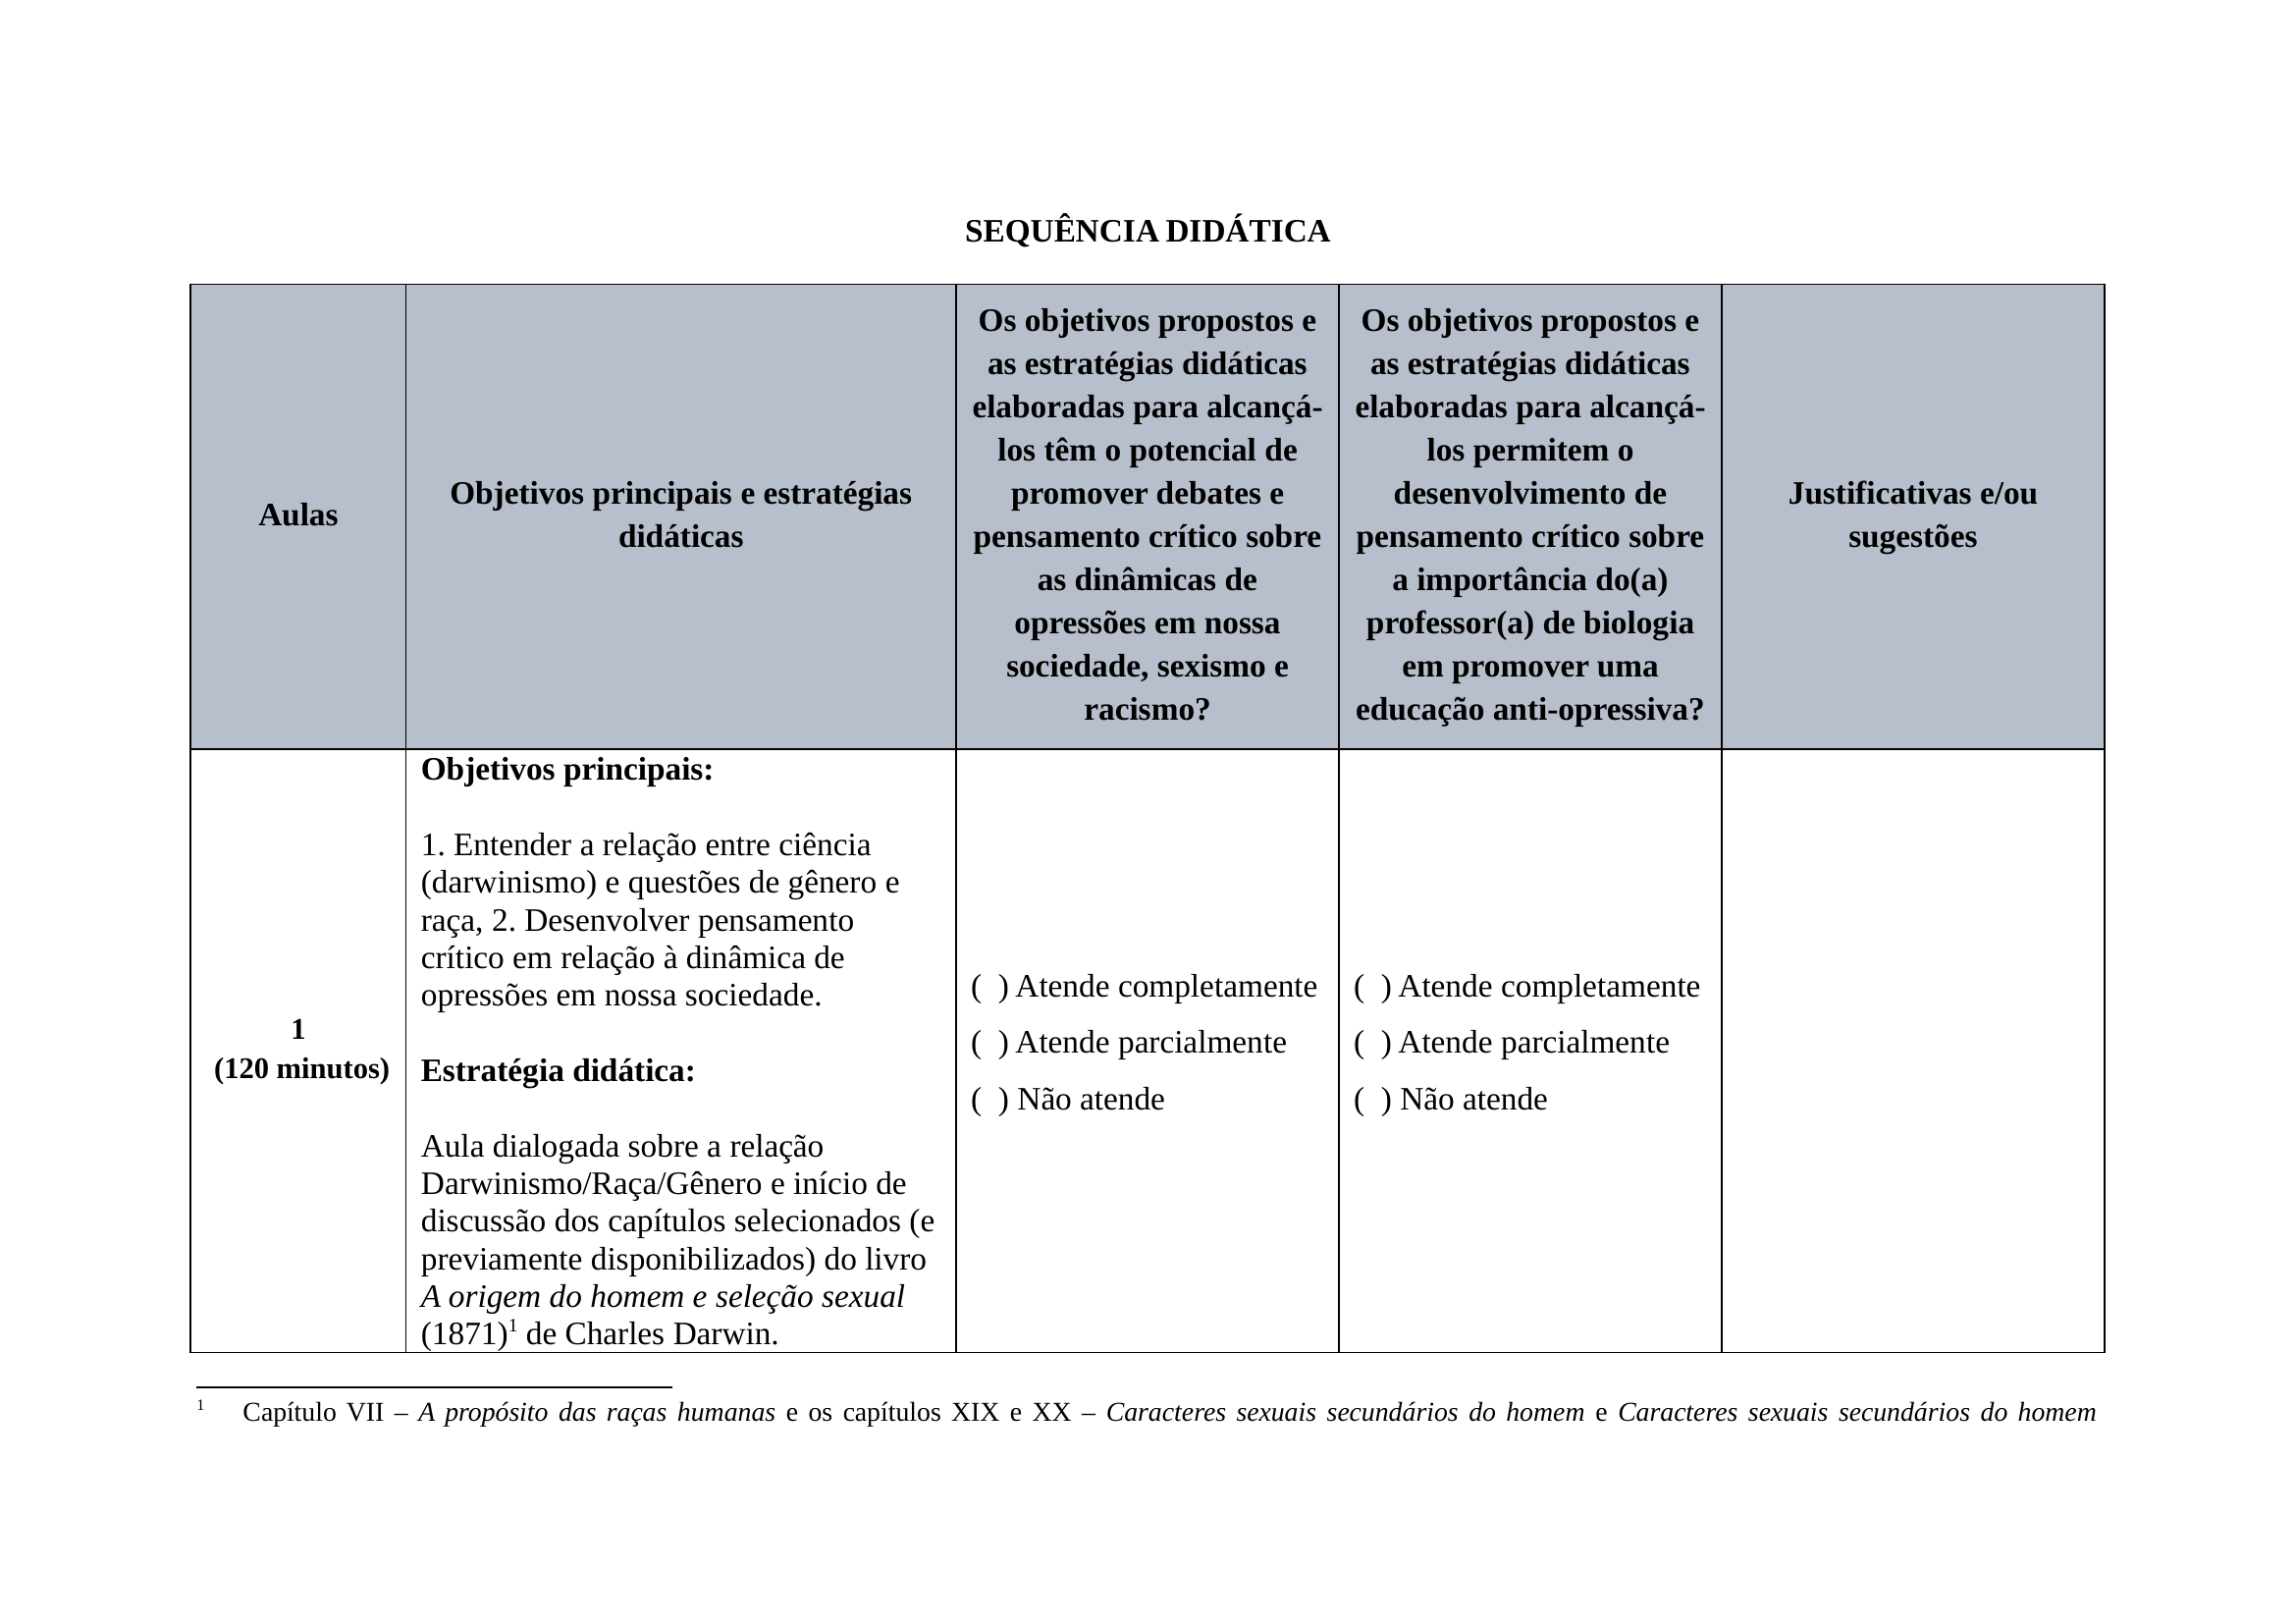 SEQUÊNCIA DIDÁTICA
Aulas
Objetivos principais e estratégias
didáticas
Os objetivos propostos e
as estratégias didáticas
elaboradas para alcançá-
los têm o potencial de
promover debates e
pensamento crítico sobre
as dinâmicas de
opressões em nossa
sociedade, sexismo e
racismo?
Os objetivos propostos e
as estratégias didáticas
elaboradas para alcançá-
los permitem o
desenvolvimento de
pensamento crítico sobre
a importância do(a)
professor(a) de biologia
em promover uma
educação anti-opressiva?
Justificativas e/ou
sugestões
1
(120 minutos)
Objetivos principais:
1. Entender a relação entre ciência
(darwinismo) e questões de gênero e
raça, 2. Desenvolver pensamento
crítico em relação à dinâmica de
opressões em nossa sociedade.
Estratégia didática:
Aula dialogada sobre a relação
Darwinismo/Raça/Gênero e início de
discussão dos capítulos selecionados (e
previamente disponibilizados) do livro
A origem do homem e seleção sexual
(1871)1 de Charles Darwin.
( ) Atende completamente
( ) Atende parcialmente
( ) Não atende
( ) Atende completamente
( ) Atende parcialmente
( ) Não atende
1 Capítulo VII – A propósito das raças humanas e os capítulos XIX e XX – Caracteres sexuais secundários do homem e Caracteres sexuais secundários do homem